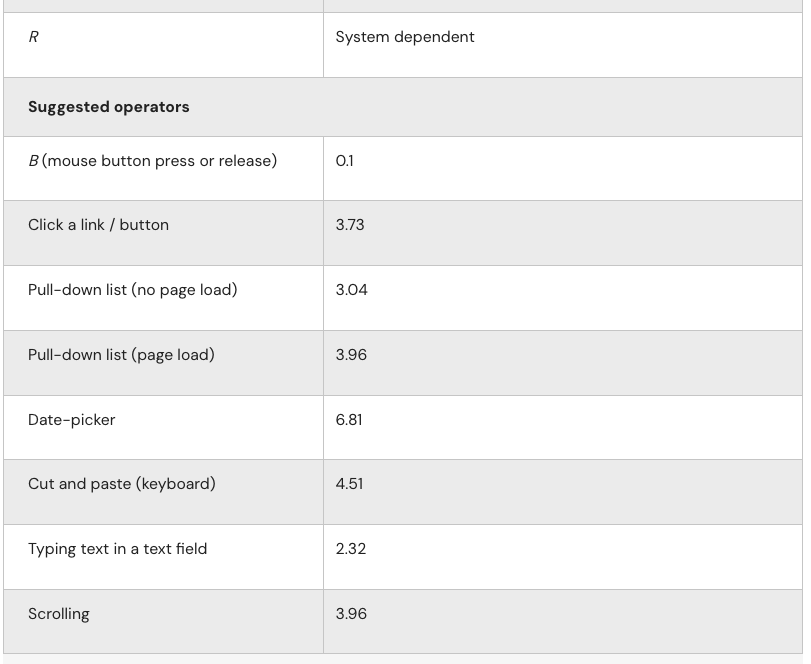 R
System dependent
Suggested operators
B (mouse button press or release)
0.1
Click a link / button
3.73
Pull-down list (no page load)
3.04
Pull-down list (page load)
3.96
Date-picker
6.81
Cut and paste (keyboard)
4.51
Typing text in a text field
2.32
Scrolling
3.96